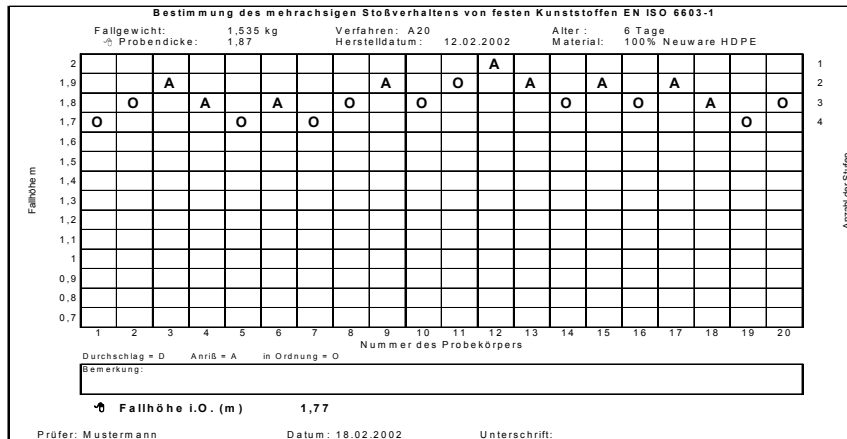 Bestimmung des mehrachsigen Stoßverhaltens von festen Kunststoffen EN ISO 6603-1
Fallgewicht: 1,535 kg Verfahren: A20 Alter: 6 Tage
Probendicke: 1,87 Herstelldatum: 12.02.2002 Material: 100% Neuware HDPE
2 A 1
1,9 A A O A A A 2
1,8 O A A O O O O A O 3
1,7 O O O O 4
1,6
1,5
1,4
1,3
1,2
1,1
1
0,9
0,8
0,7
Fallhöhe m
Anzahl der Stufen
1 2 3 4 5 6 7 8 9 10 11 12 13 14 15 16 17 18 19 20
Nummer des Probekörpers
Durchschlag = D Anriß = A in Ordnung = O
Bemerkung:
Fallhöhe i.O. (m) 1,77
Prüfer: Mustermann Datum: 18.02.2002 Unterschrift: